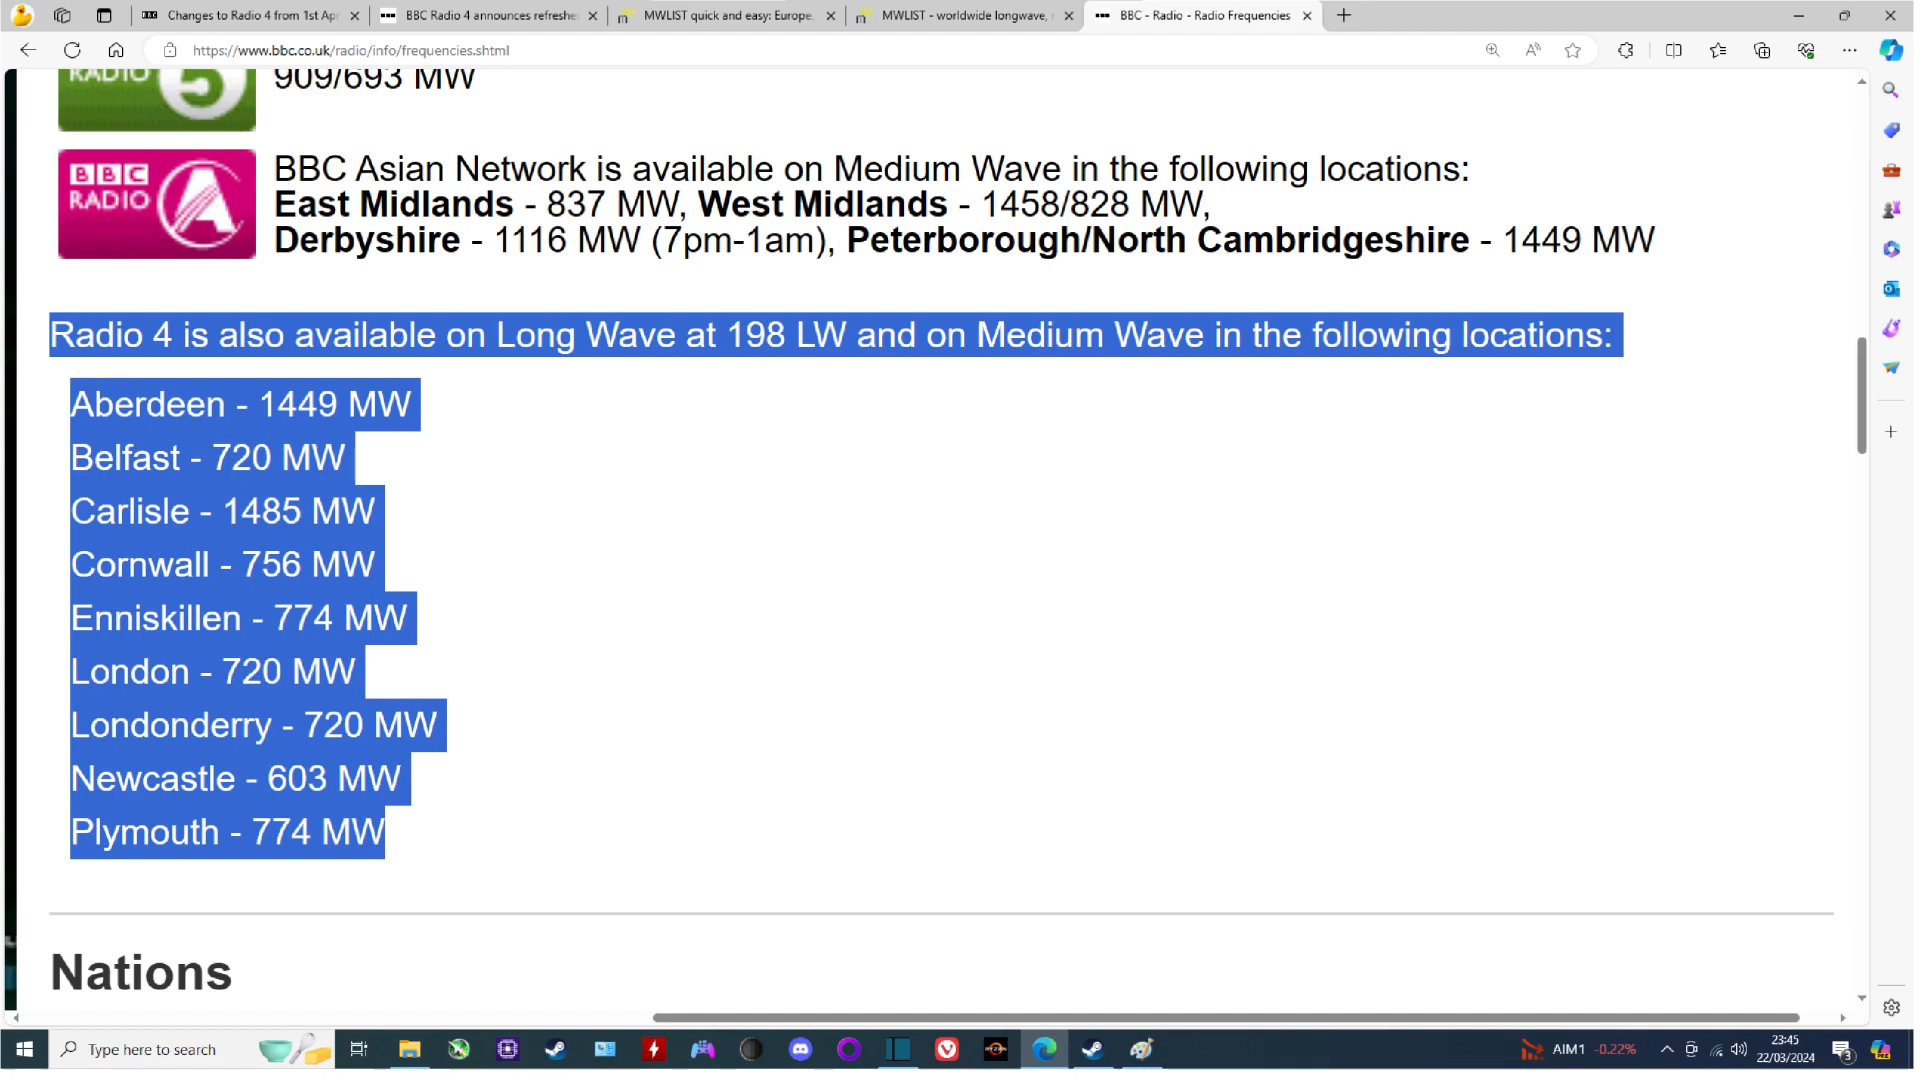 Changes to Radio 4 from 1st Apr
BBC Radio 4 announces refreshe
MWLIST quick and easy: Europe,
MWLIST - worldwide longwave, r
BBC - Radio - Radio Frequencies
https://www.bbc.co.uk/radio/info/frequencies.shtml
RADIO 5
909/693 MW
BBC RADIO A
BBC Asian Network is available on Medium Wave in the following locations:
East Midlands - 837 MW, West Midlands - 1458/828 MW,
Derbyshire - 1116 MW (7pm-1am), Peterborough/North Cambridgeshire - 1449 MW
Radio 4 is also available on Long Wave at 198 LW and on Medium Wave in the following locations:
Aberdeen - 1449 MW
Belfast - 720 MW
Carlisle - 1485 MW
Cornwall - 756 MW
Enniskillen - 774 MW
London - 720 MW
Londonderry - 720 MW
Newcastle - 603 MW
Plymouth - 774 MW
Nations
Type here to search
AIM1 -0.22%
23:45
22/03/2024
3